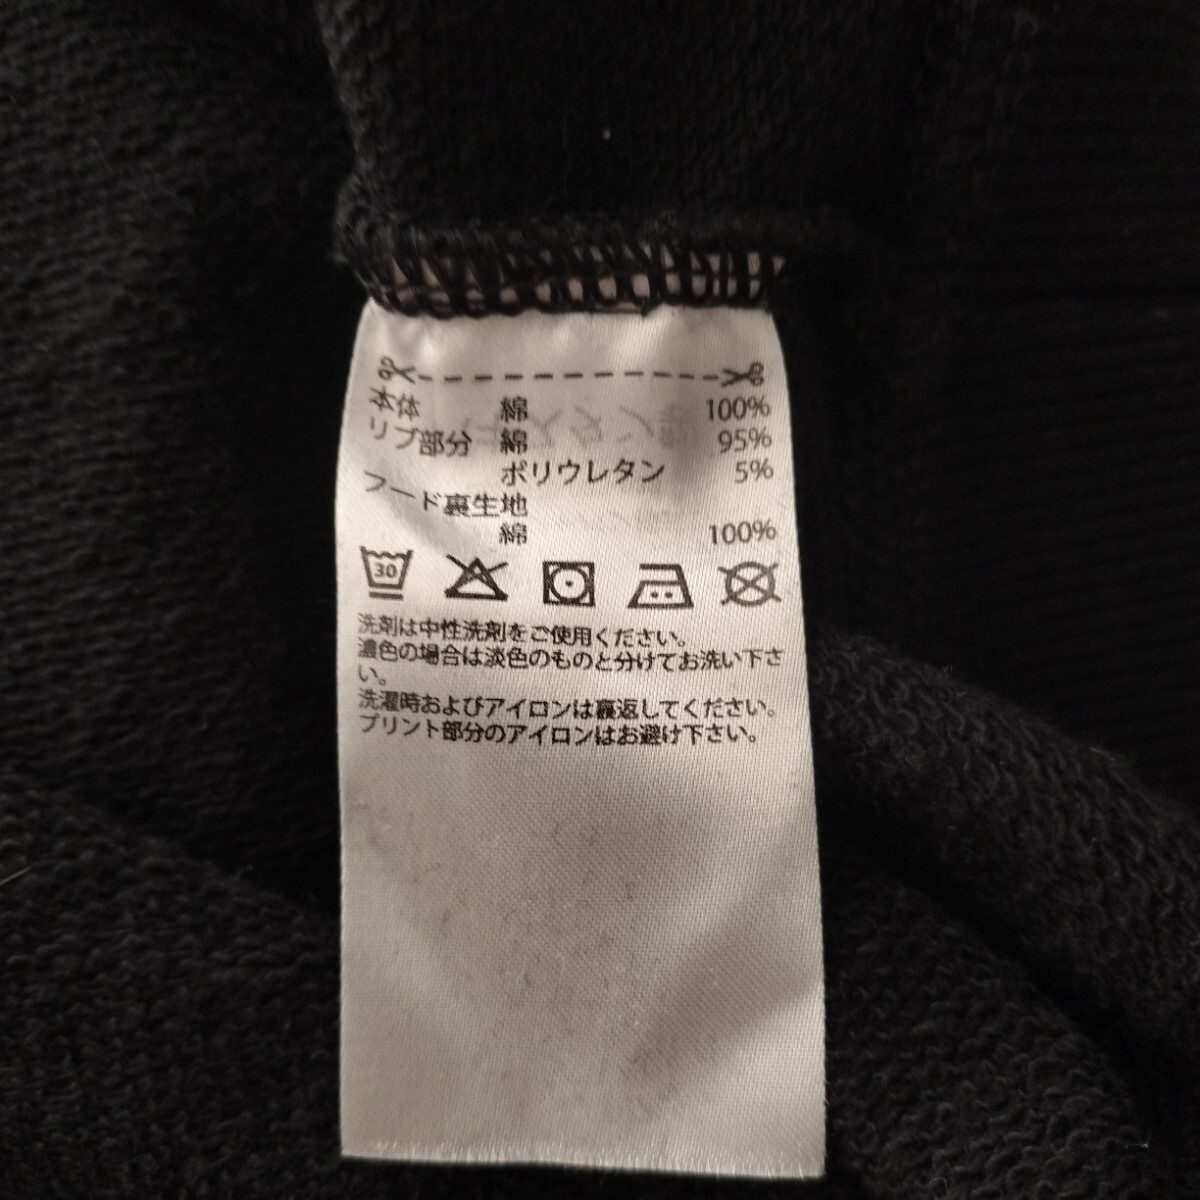 本体 綿 100%
リブ部分 綿 95%
ポリウレタン 5%
フード裏生地
綿 100%
30
洗剤は中性洗剤をご使用ください。
濃色の場合は淡色のものと分けてお洗い下さ
い。
洗濯時およびアイロンは裏返してください。
プリント部分のアイロンはお避け下さい。